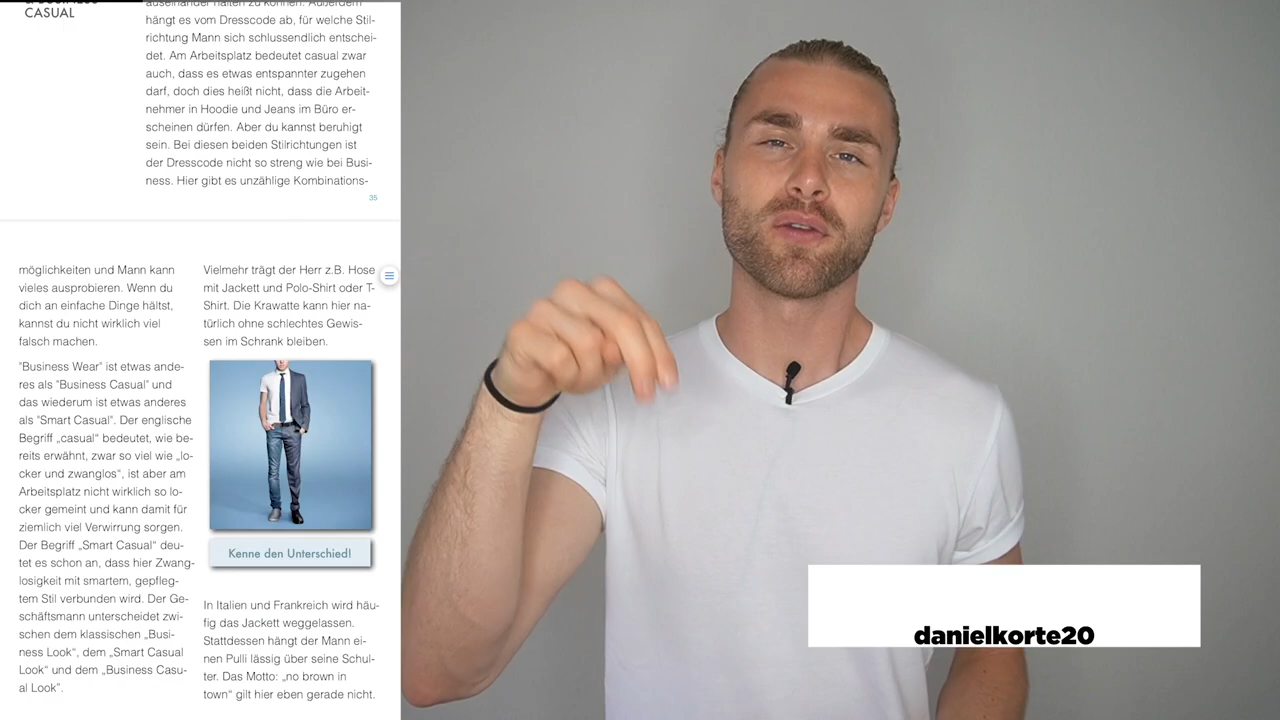 CASUAL
auseinander halten zu können. Außerdem
hängt es vom Dresscode ab, für welche Stil-
richtung Mann sich schlussendlich entschei-
det. Am Arbeitsplatz bedeutet casual zwar
auch, dass es etwas entspannter zugehen
darf, doch dies heißt nicht, dass die Arbeit-
nehmer in Hoodie und Jeans im Büro er-
scheinen dürfen. Aber du kannst beruhigt
sein. Bei diesen beiden Stilrichtungen ist
der Dresscode nicht so streng wie bei Busi-
ness. Hier gibt es unzählige Kombinations-
35
möglichkeiten und Mann kann
vieles ausprobieren. Wenn du
dich an einfache Dinge hältst,
kannst du nicht wirklich viel
falsch machen.
"Business Wear" ist etwas ande-
res als "Business Casual" und
das wiederum ist etwas anderes
als "Smart Casual". Der englische
Begriff „casual“ bedeutet, wie be-
reits erwähnt, zwar so viel wie „lo-
cker und zwanglos“, ist aber am
Arbeitsplatz nicht wirklich so lo-
cker gemeint und kann damit für
ziemlich viel Verwirrung sorgen.
Der Begriff „Smart Casual“ deu-
tet es schon an, dass hier Zwang-
losigkeit mit smartem, gepfleg-
tem Stil verbunden wird. Der Ge-
schäftsmann unterscheidet zwi-
schen dem klassischen „Busi-
ness Look“, dem „Smart Casual
Look“ und dem „Business Casu-
al Look“.
Vielmehr trägt der Herr z.B. Hose
mit Jackett und Polo-Shirt oder T-
Shirt. Die Krawatte kann hier na-
türlich ohne schlechtes Gewis-
sen im Schrank bleiben.
Kenne den Unterschied!
In Italien und Frankreich wird häu-
fig das Jackett weggelassen.
Stattdessen hängt der Mann ei-
nen Pulli lässig über seine Schul-
ter. Das Motto: „no brown in
town“ gilt hier eben gerade nicht.
danielkorte20